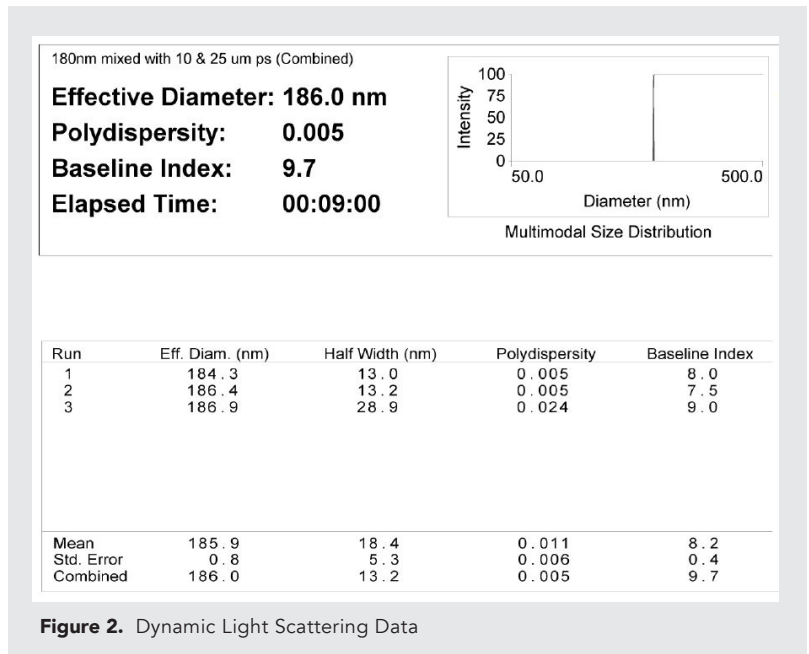 180nm mixed with 10 & 25 um ps (Combined)
Effective Diameter: 186.0 nm
Polydispersity: 0.005
Baseline Index: 9.7
Elapsed Time: 00:09:00
Intensity
100
75
50
25
0
50.0 500.0
Diameter (nm)
Multimodal Size Distribution
Run Eff. Diam. (nm) Half Width (nm) Polydispersity Baseline Index
1 184.3 13.0 0.005 8.0
2 186.4 13.2 0.005 7.5
3 186.9 28.9 0.024 9.0
Mean 185.9 18.4 0.011 8.2
Std. Error 0.8 5.3 0.006 0.4
Combined 186.0 13.2 0.005 9.7
Figure 2. Dynamic Light Scattering Data